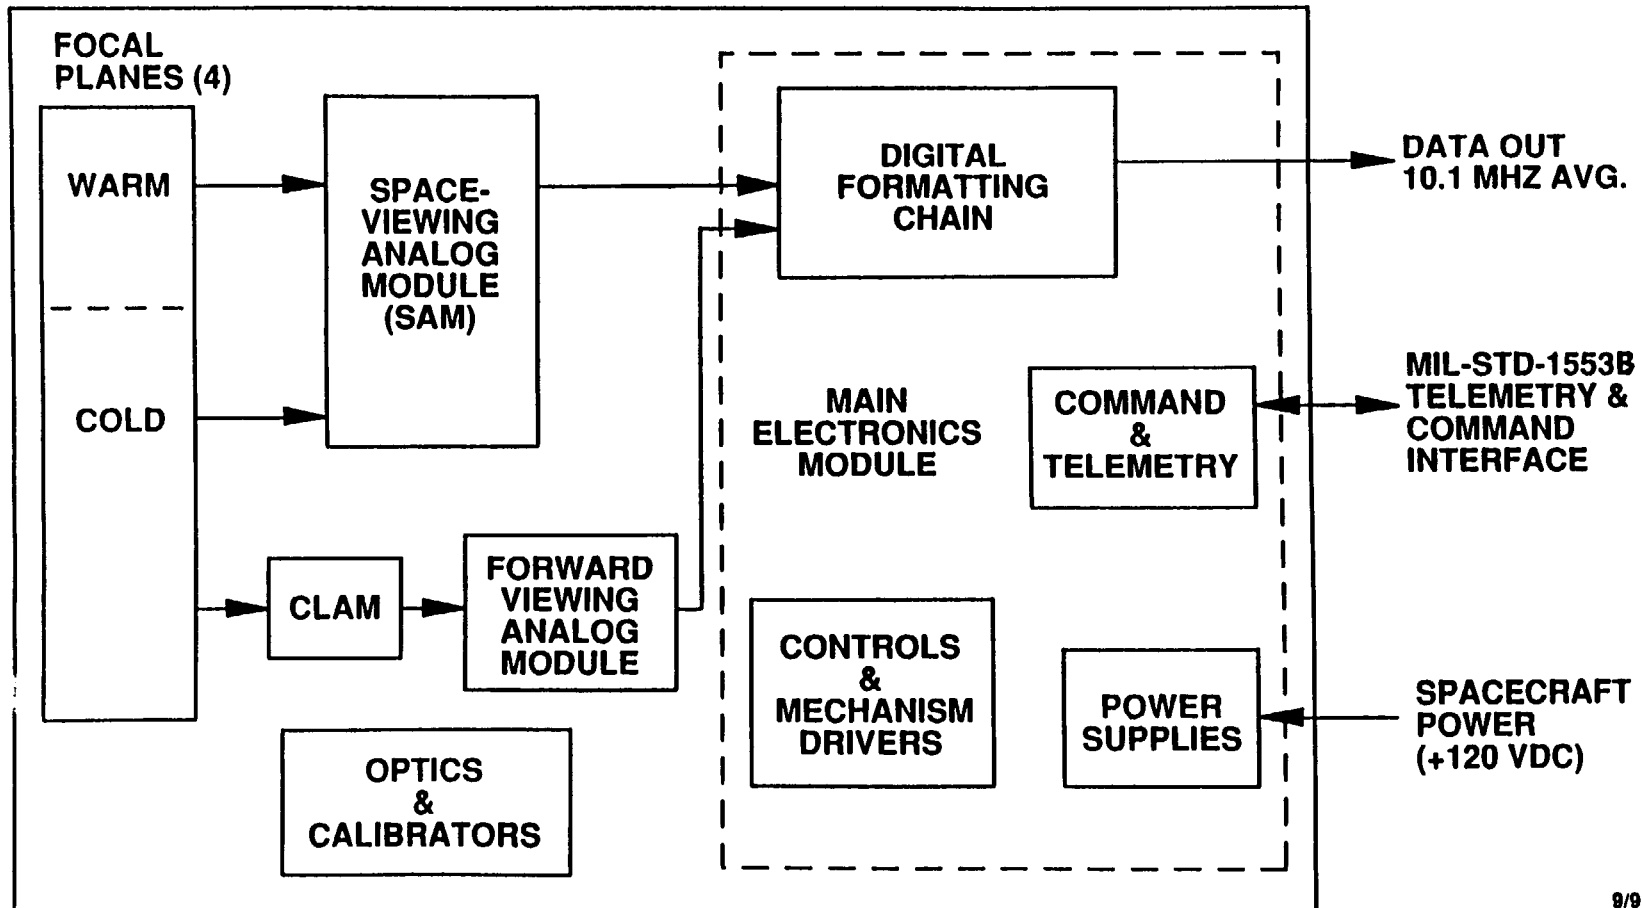 FOCAL
PLANES (4)
WARM
COLD
SPACE-
VIEWING
ANALOG
MODULE
(SAM)
CLAM
FORWARD
VIEWING
ANALOG
MODULE
OPTICS
&
CALIBRATORS
DIGITAL
FORMATTING
CHAIN
MAIN
ELECTRONICS
MODULE
COMMAND
&
TELEMETRY
CONTROLS
&
MECHANISM
DRIVERS
POWER
SUPPLIES
DATA OUT
10.1 MHZ AVG.
MIL-STD-1553B
TELEMETRY &
COMMAND
INTERFACE
SPACECRAFT
POWER
(+120 VDC)
9/9